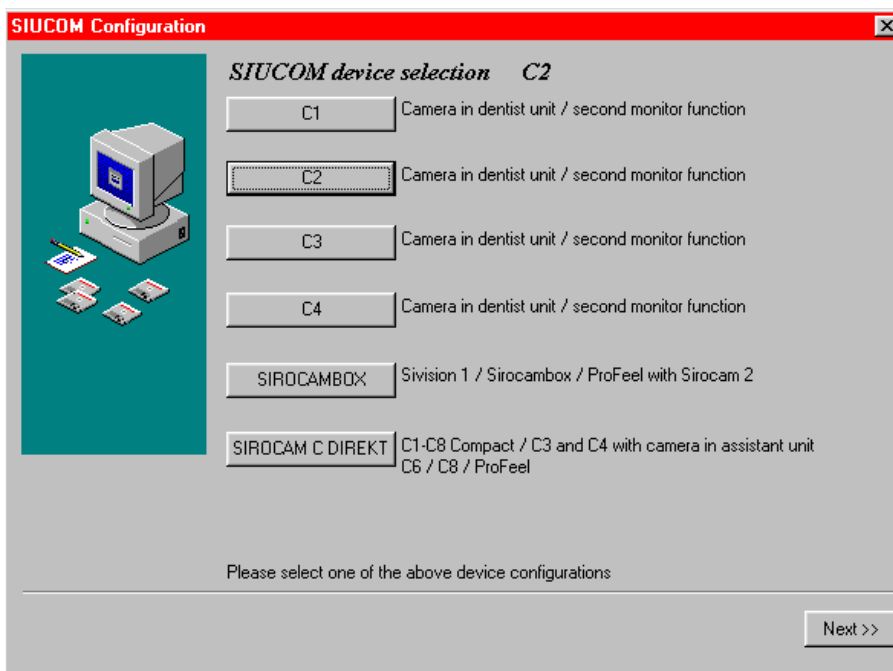 SIUCOM Configuration
SIUCOM device selection C2
C1 Camera in dentist unit / second monitor function
C2 Camera in dentist unit / second monitor function
C3 Camera in dentist unit / second monitor function
C4 Camera in dentist unit / second monitor function
SIROCAMBOX Sivision 1 / Sirocambox / ProFeel with Sirocam 2
SIROCAM C DIREKT C1-C8 Compact / C3 and C4 with camera in assistant unit
C6 / C8 / ProFeel
Please select one of the above device configurations
Next >>